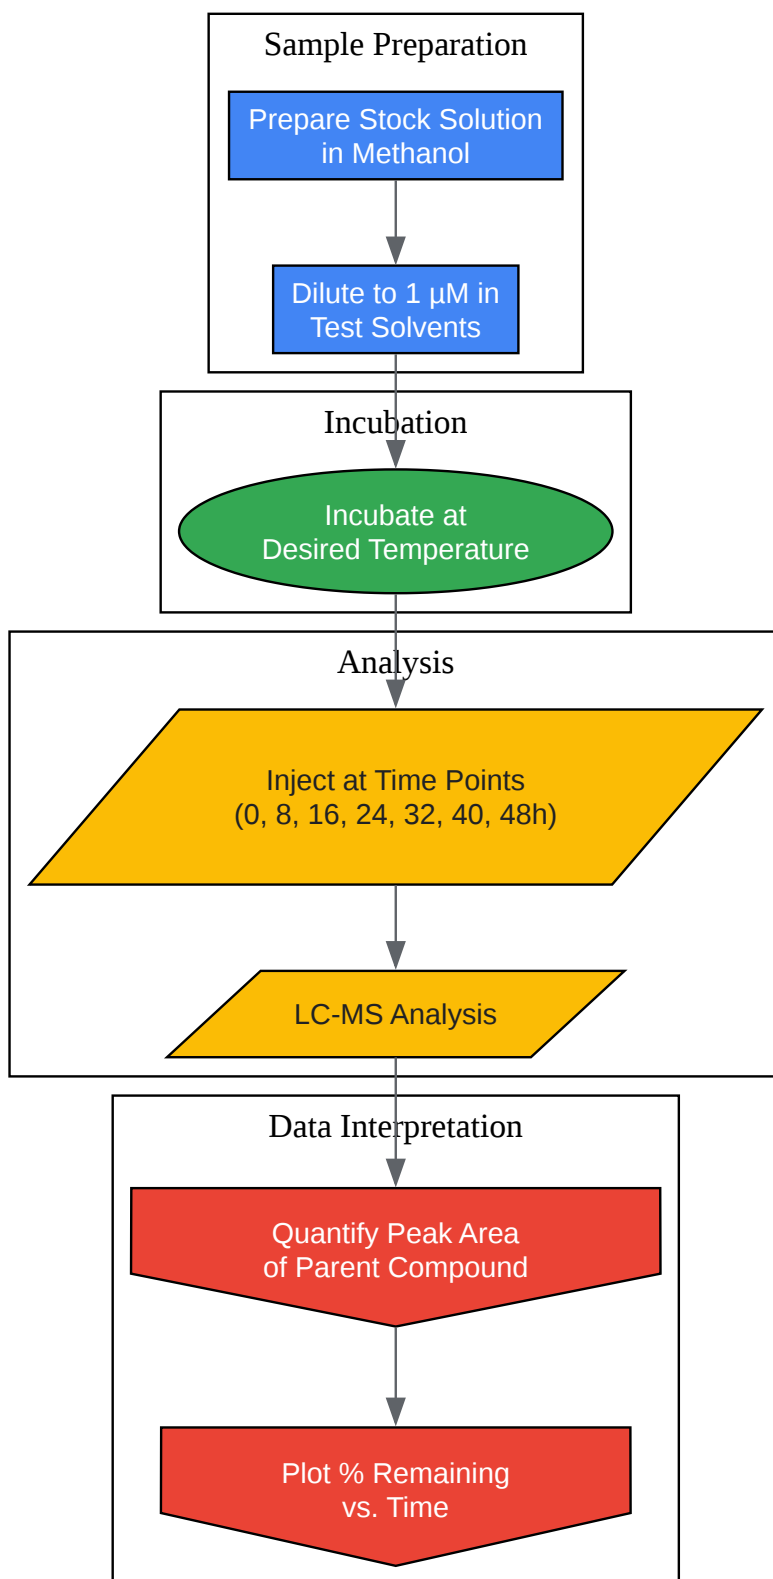 Sample Preparation
Prepare Stock Solution
in Methanol
Dilute to 1 µM in
Test Solvents
Incubation
Incubate at
Desired Temperature
Analysis
Inject at Time Points
(0, 8, 16, 24, 32, 40, 48h)
LC-MS Analysis
Data Interpretation
Quantify Peak Area
of Parent Compound
Plot % Remaining
vs. Time